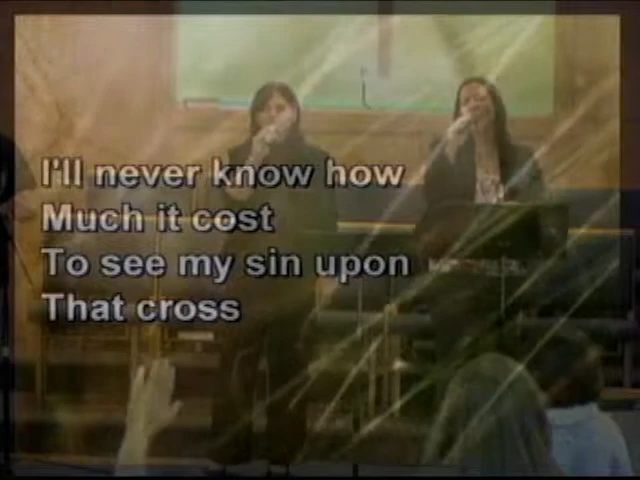 I'll never know how
Much it cost
To see my sin upon
That cross